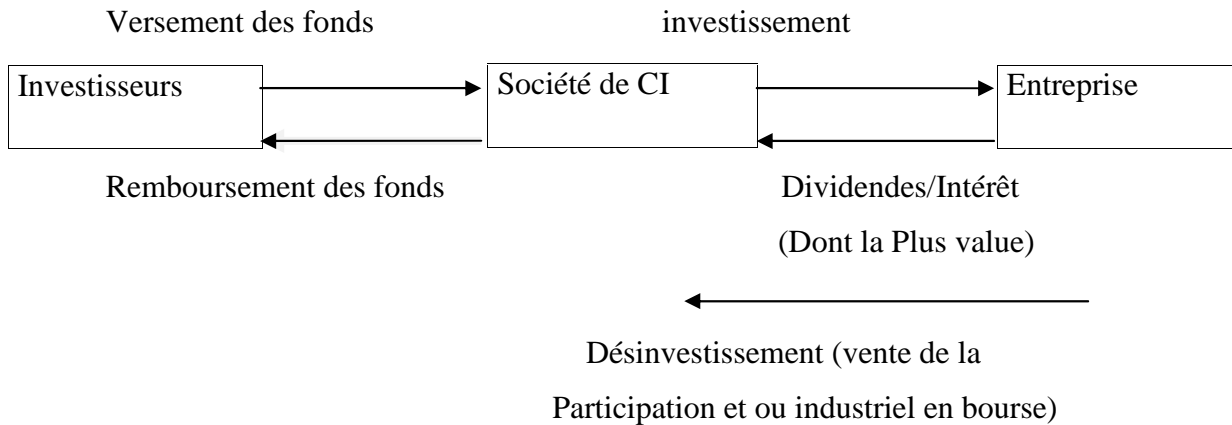 Versement des fonds
investissement
Investisseurs
Société de CI
Entreprise
Remboursement des fonds
Dividendes/Intérêt
(Dont la Plus value)
Désinvestissement (vente de la
Participation et ou industriel en bourse)